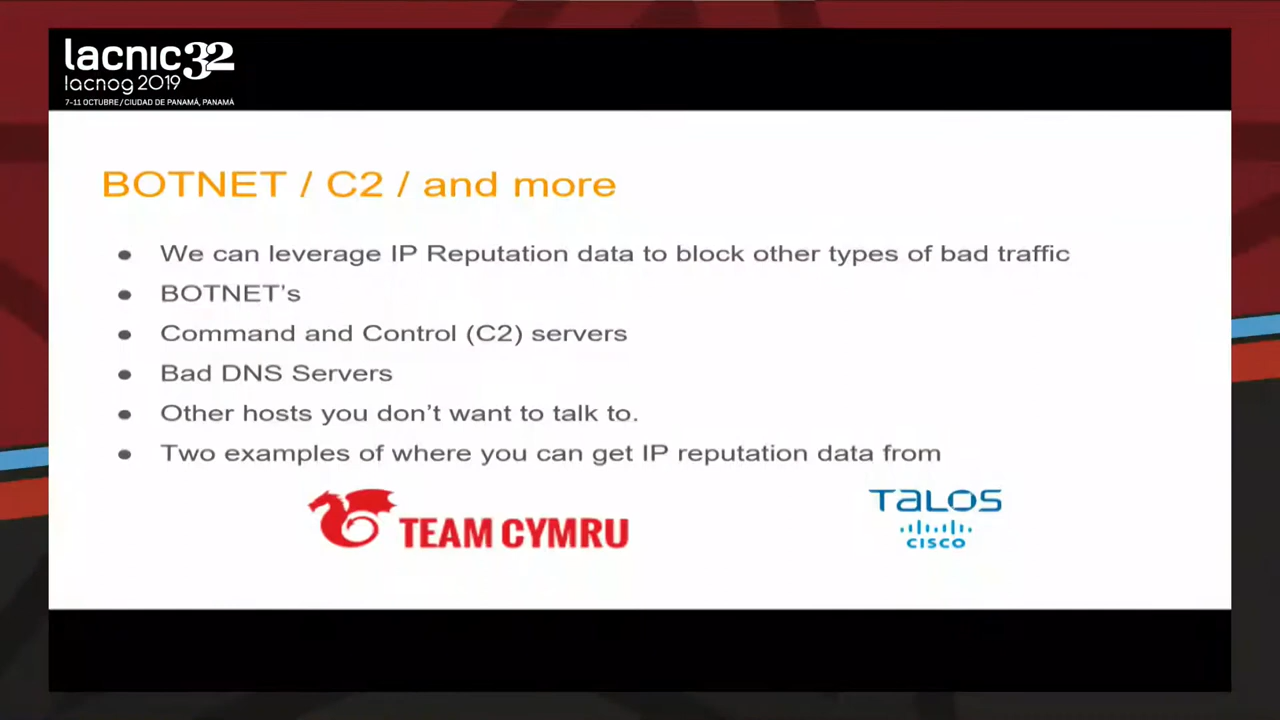 lacnic32
lacnog 2019
7-11 OCTUBRE / CIUDAD DE PANAMÁ, PANAMÁ
BOTNET / C2 / and more
We can leverage IP Reputation data to block other types of bad traffic
BOTNET’s
Command and Control (C2) servers
Bad DNS Servers
Other hosts you don’t want to talk to.
Two examples of where you can get IP reputation data from
TEAM CYMRU
TALOS
CISCO